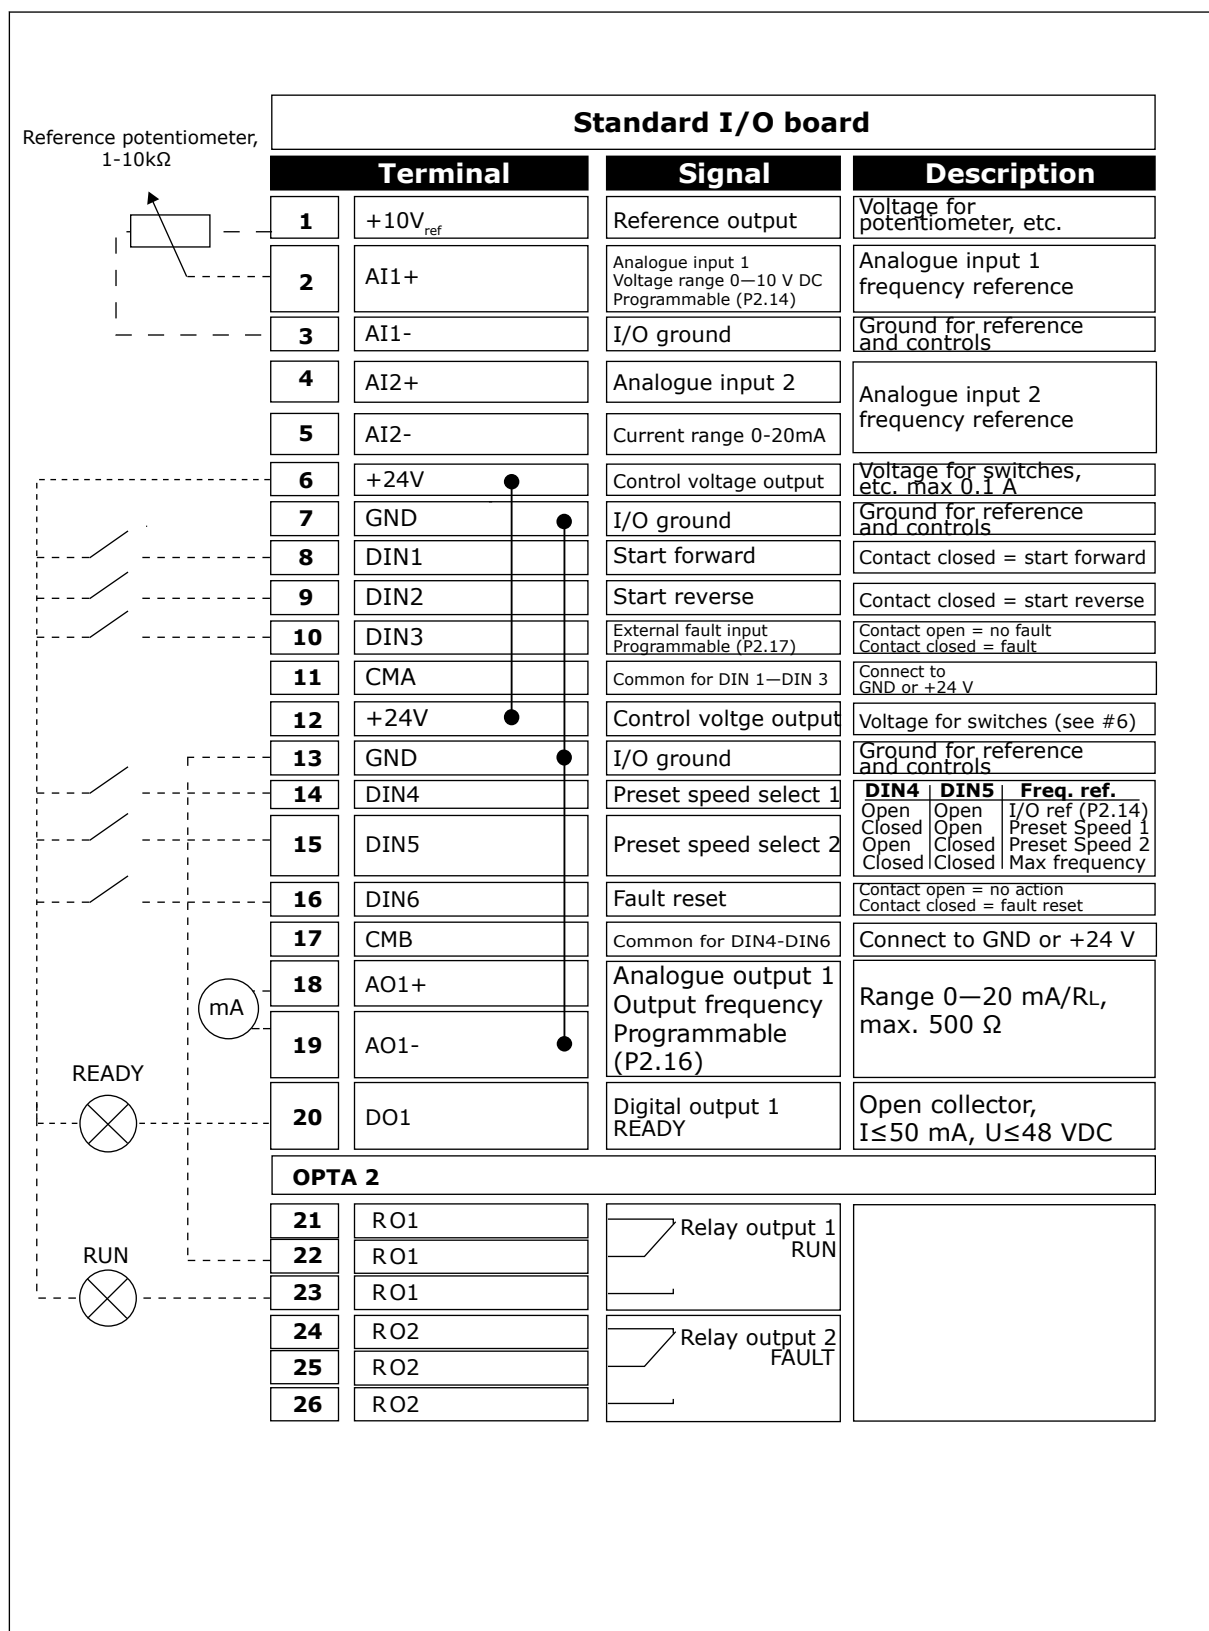 Standard I/O board
Reference potentiometer,
1-10kΩ
Terminal Signal Description
1 +10Vref Reference output Voltage for
potentiometer, etc.
2 AI1+ Analogue input 1
Voltage range 0—10 V DC
Programmable (P2.14)
Analogue input 1
frequency reference
3 AI1- I/O ground Ground for reference
and controls
4 AI2+ Analogue input 2
Analogue input 2
frequency reference
5 AI2- Current range 0-20mA
6 +24V Control voltage output Voltage for switches,
etc. max 0.1 A
7 GND I/O ground Ground for reference
and controls
8 DIN1 Start forward Contact closed = start forward
9 DIN2 Start reverse Contact closed = start reverse
10 DIN3 External fault input
Programmable (P2.17)
Contact open = no fault
Contact closed = fault
11 CMA Common for DIN 1—DIN 3 Connect to
GND or +24 V
12 +24V Control voltge output Voltage for switches (see #6)
13 GND I/O ground Ground for reference
and controls
14 DIN4 Preset speed select 1
DIN4 DIN5 Freq. ref.
Open Open I/O ref (P2.14)
Closed Open Preset Speed 1
Open Closed Preset Speed 2
Closed Closed Max frequency
15 DIN5 Preset speed select 2
16 DIN6 Fault reset Contact open = no action
Contact closed = fault reset
17 CMB Common for DIN4-DIN6 Connect to GND or +24 V
mA
18 AO1+ Analogue output 1
Output frequency
Programmable
(P2.16)
Range 0—20 mA/RL,
max. 500 Ω
19 AO1-
READY
20 DO1 Digital output 1
READY
Open collector,
I≤50 mA, U≤48 VDC
OPTA 2
21 RO1 Relay output 1
RUN
RUN
22 RO1
23 RO1
24 RO2 Relay output 2
FAULT
25 RO2
26 RO2